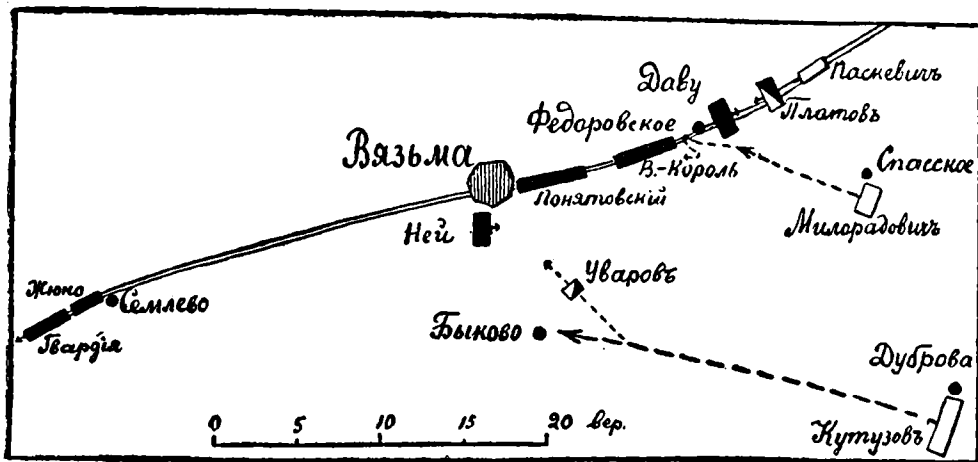 Паскевичъ
Даву
Платовъ
Федоровское
Вязьма
В.-Король
Спасское
Понятовскій
Милорадовичъ
Ней
Уваровъ
Жюно
Семлево
Гвардія
Быково
Дуброва
Кутузовъ
0 5 10 15 20 вер.